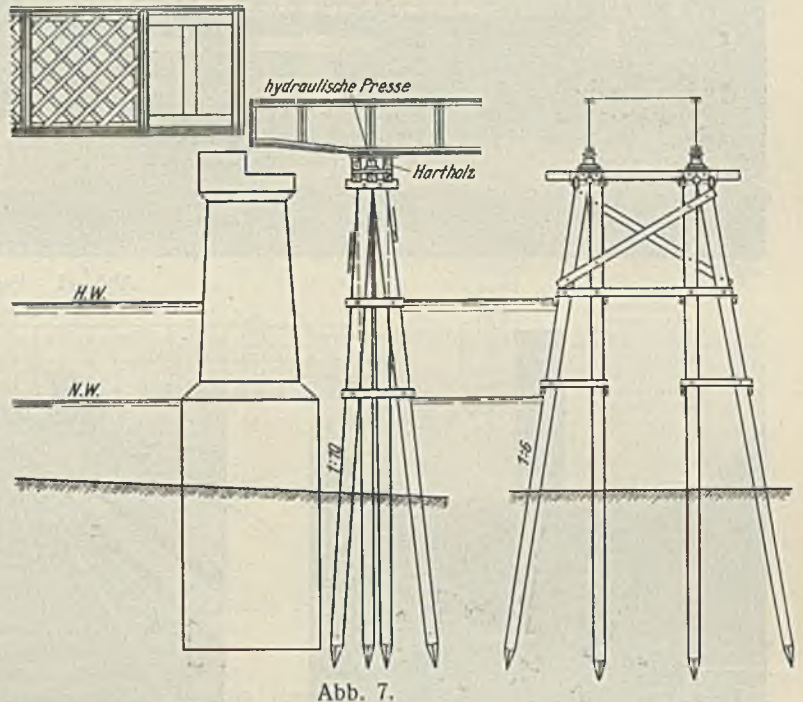 hydraulische Presse
Hartholz
H.W.
N.W.
1:10
1:6
Abb. 7.